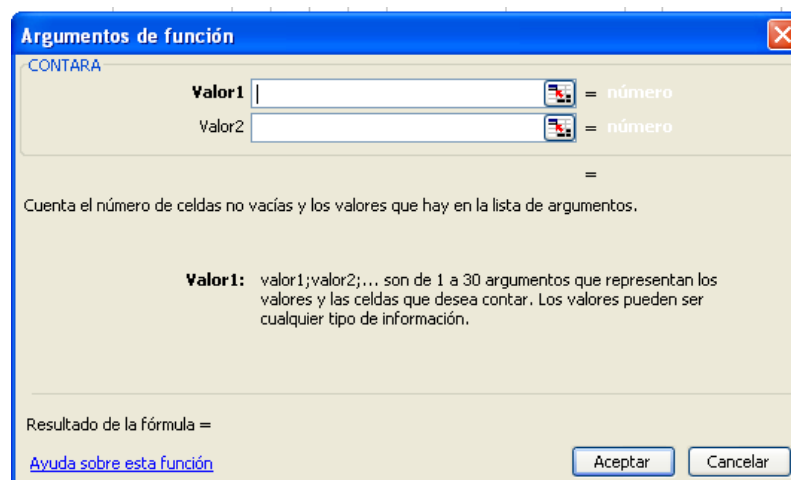 Argumentos de función
CONTARA
Valor1 = número
Valor2 = número
=
Cuenta el número de celdas no vacías y los valores que hay en la lista de argumentos.
Valor1: valor1;valor2;... son de 1 a 30 argumentos que representan los
valores y las celdas que desea contar. Los valores pueden ser
cualquier tipo de información.
Resultado de la fórmula =
Ayuda sobre esta función Aceptar Cancelar